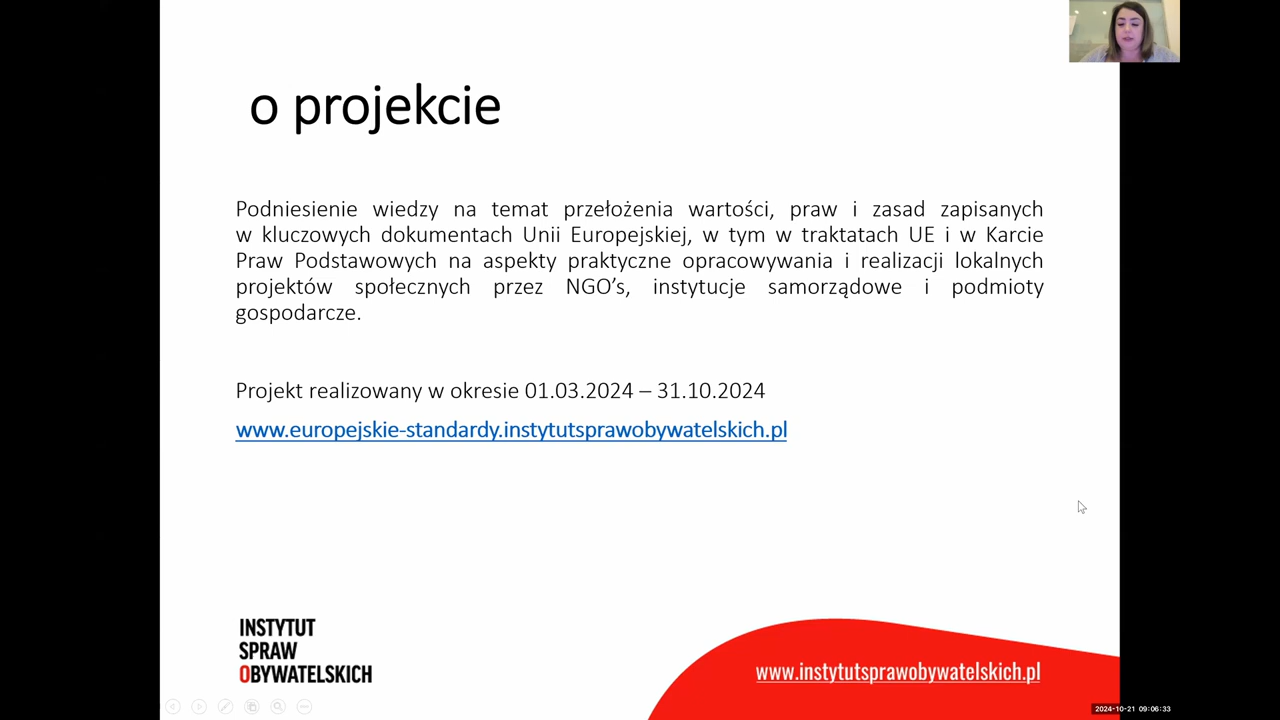 o projekcie
Podniesienie wiedzy na temat przełożenia wartości, praw i zasad zapisanych
w kluczowych dokumentach Unii Europejskiej, w tym w traktatach UE i w Karcie
Praw Podstawowych na aspekty praktyczne opracowywania i realizacji lokalnych
projektów społecznych przez NGO’s, instytucje samorządowe i podmioty
gospodarcze.
Projekt realizowany w okresie 01.03.2024 – 31.10.2024
www.europejskie-standardy.instytutsprawobywatelskich.pl
INSTYTUT
SPRAW
OBYWATELSKICH
www.instytutsprawobywatelskich.pl
2024-10-21 09:06:33